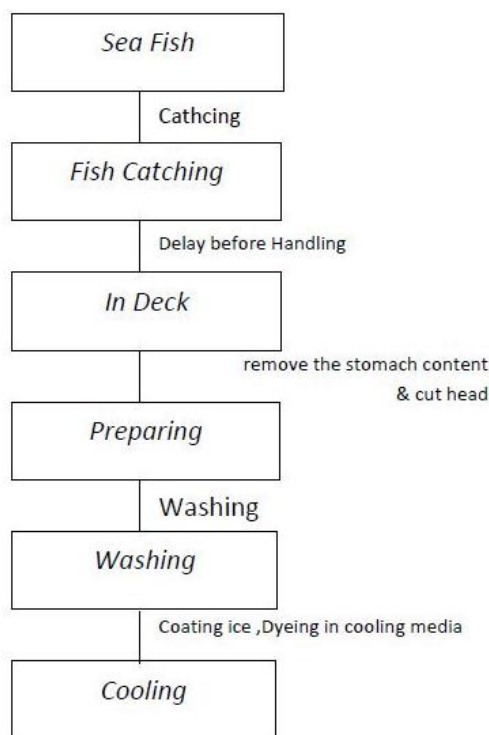 Sea Fish
Cathcing
Fish Catching
Delay before Handling
In Deck
remove the stomach content
& cut head
Preparing
Washing
Washing
Coating ice ,Dyeing in cooling media
Cooling